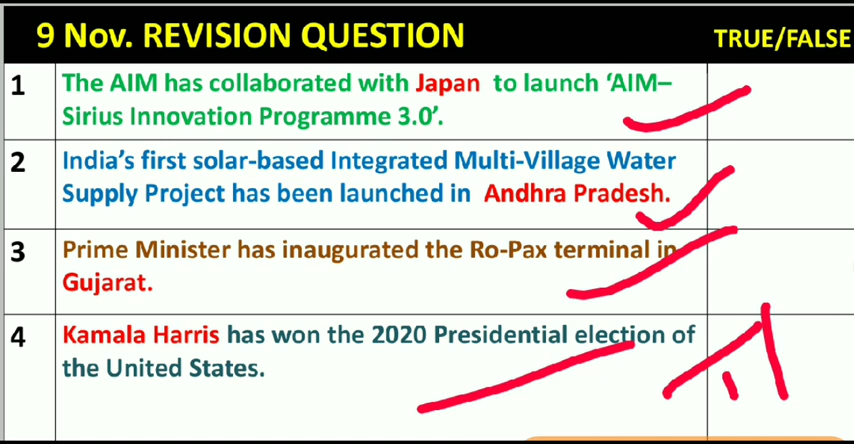 9 Nov. REVISION QUESTION TRUE/FALSE
1 The AIM has collaborated with Japan to launch ‘AIM–
Sirius Innovation Programme 3.0’.
2 India’s first solar-based Integrated Multi-Village Water
Supply Project has been launched in Andhra Pradesh.
3 Prime Minister has inaugurated the Ro-Pax terminal in
Gujarat.
4 Kamala Harris has won the 2020 Presidential election of
the United States.